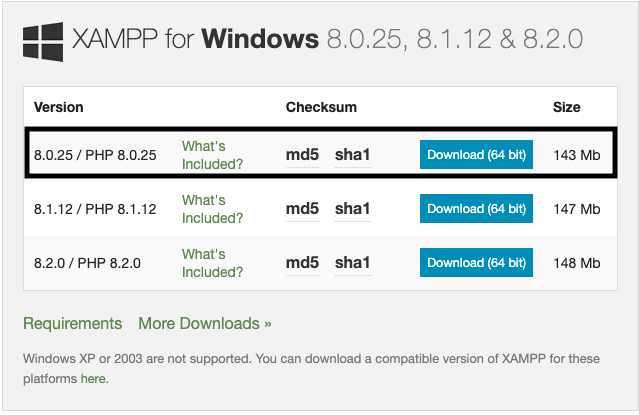 XAMPP for Windows 8.0.25, 8.1.12 & 8.2.0
Version Checksum Size
8.0.25 / PHP 8.0.25 What's Included? md5 sha1 Download (64 bit) 143 Mb
8.1.12 / PHP 8.1.12 What's Included? md5 sha1 Download (64 bit) 147 Mb
8.2.0 / PHP 8.2.0 What's Included? md5 sha1 Download (64 bit) 148 Mb
Requirements More Downloads »
Windows XP or 2003 are not supported. You can download a compatible version of XAMPP for these
platforms here.